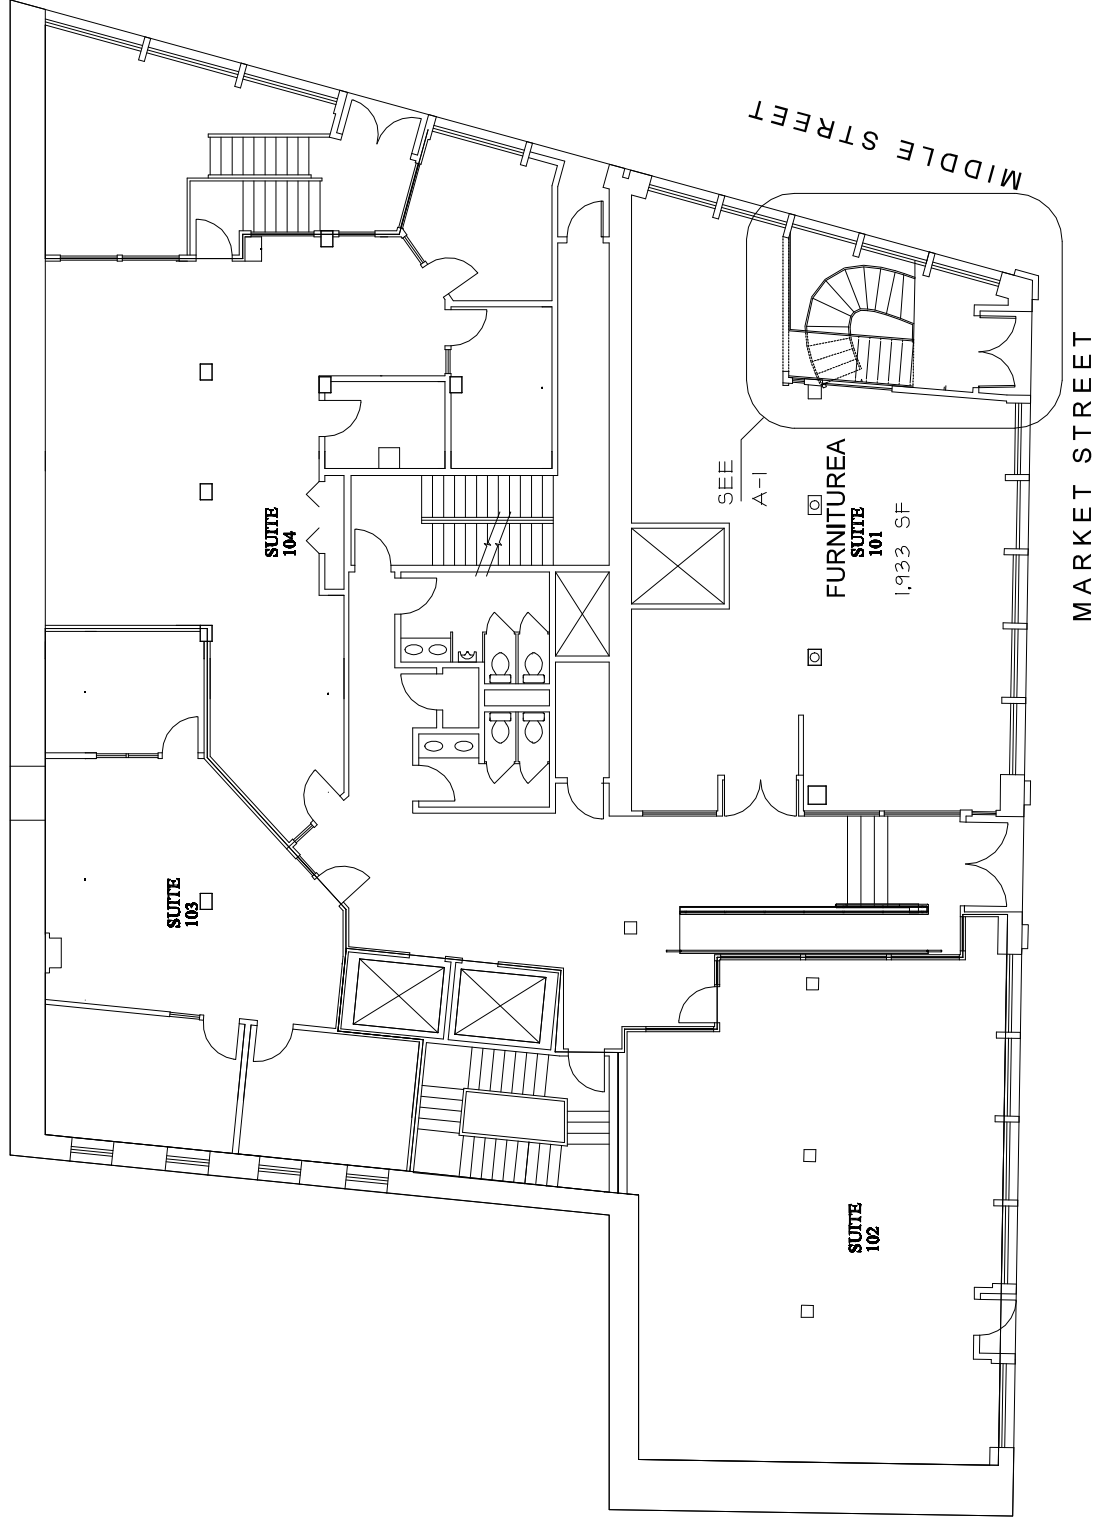 MIDDLE STREET
MARKET STREET
SEE
A-1
FURNITUREA
SUITE
101
1,933 SF
SUITE
104
SUITE
103
SUITE
102